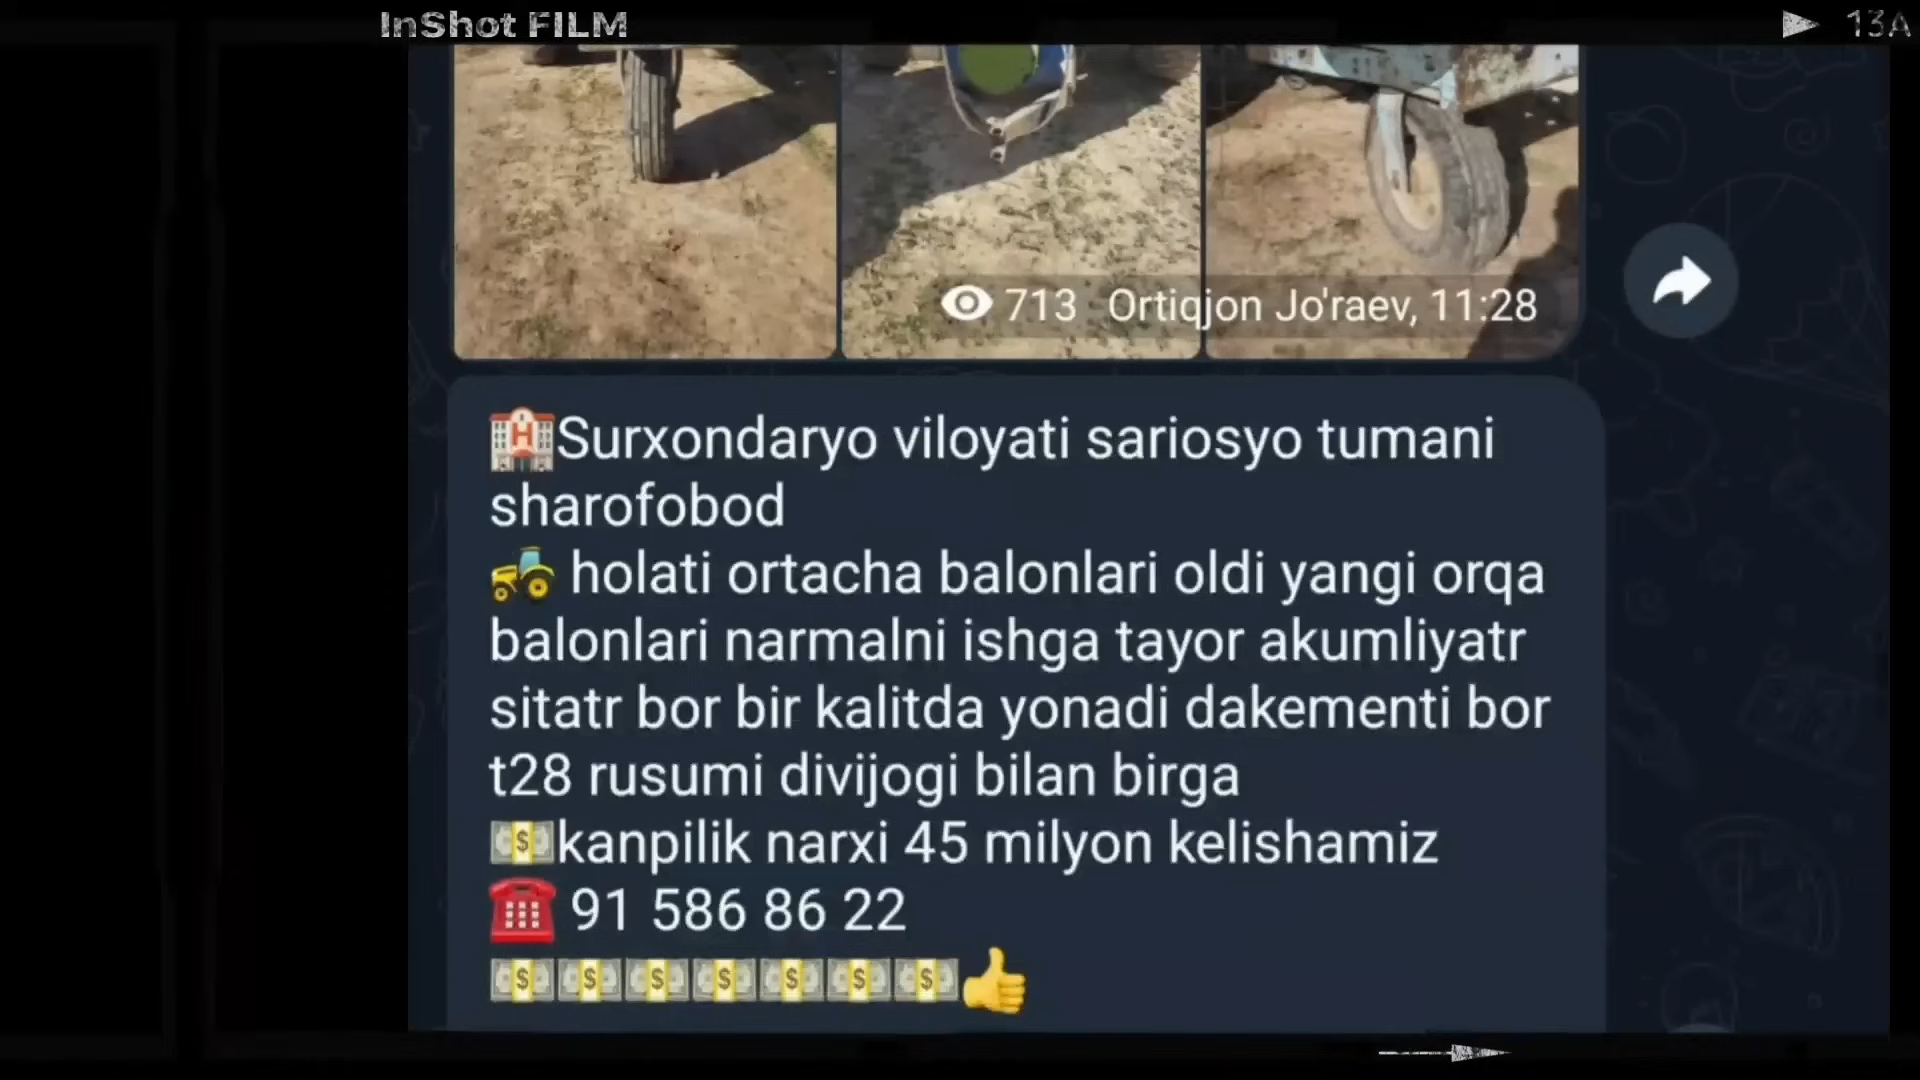 InShot FILM
13A
713 Ortiqjon Jo'raev, 11:28
🏨Surxondaryo viloyati sariosyo tumani
sharofobod
🚜 holati ortacha balonlari oldi yangi orqa
balonlari narmalni ishga tayor akumliyatr
sitatr bor bir kalitda yonadi dakementi bor
t28 rusumi divijogi bilan birga
💵kanpilik narxi 45 milyon kelishamiz
☎️ 91 586 86 22
💵💵💵💵💵💵💵👍